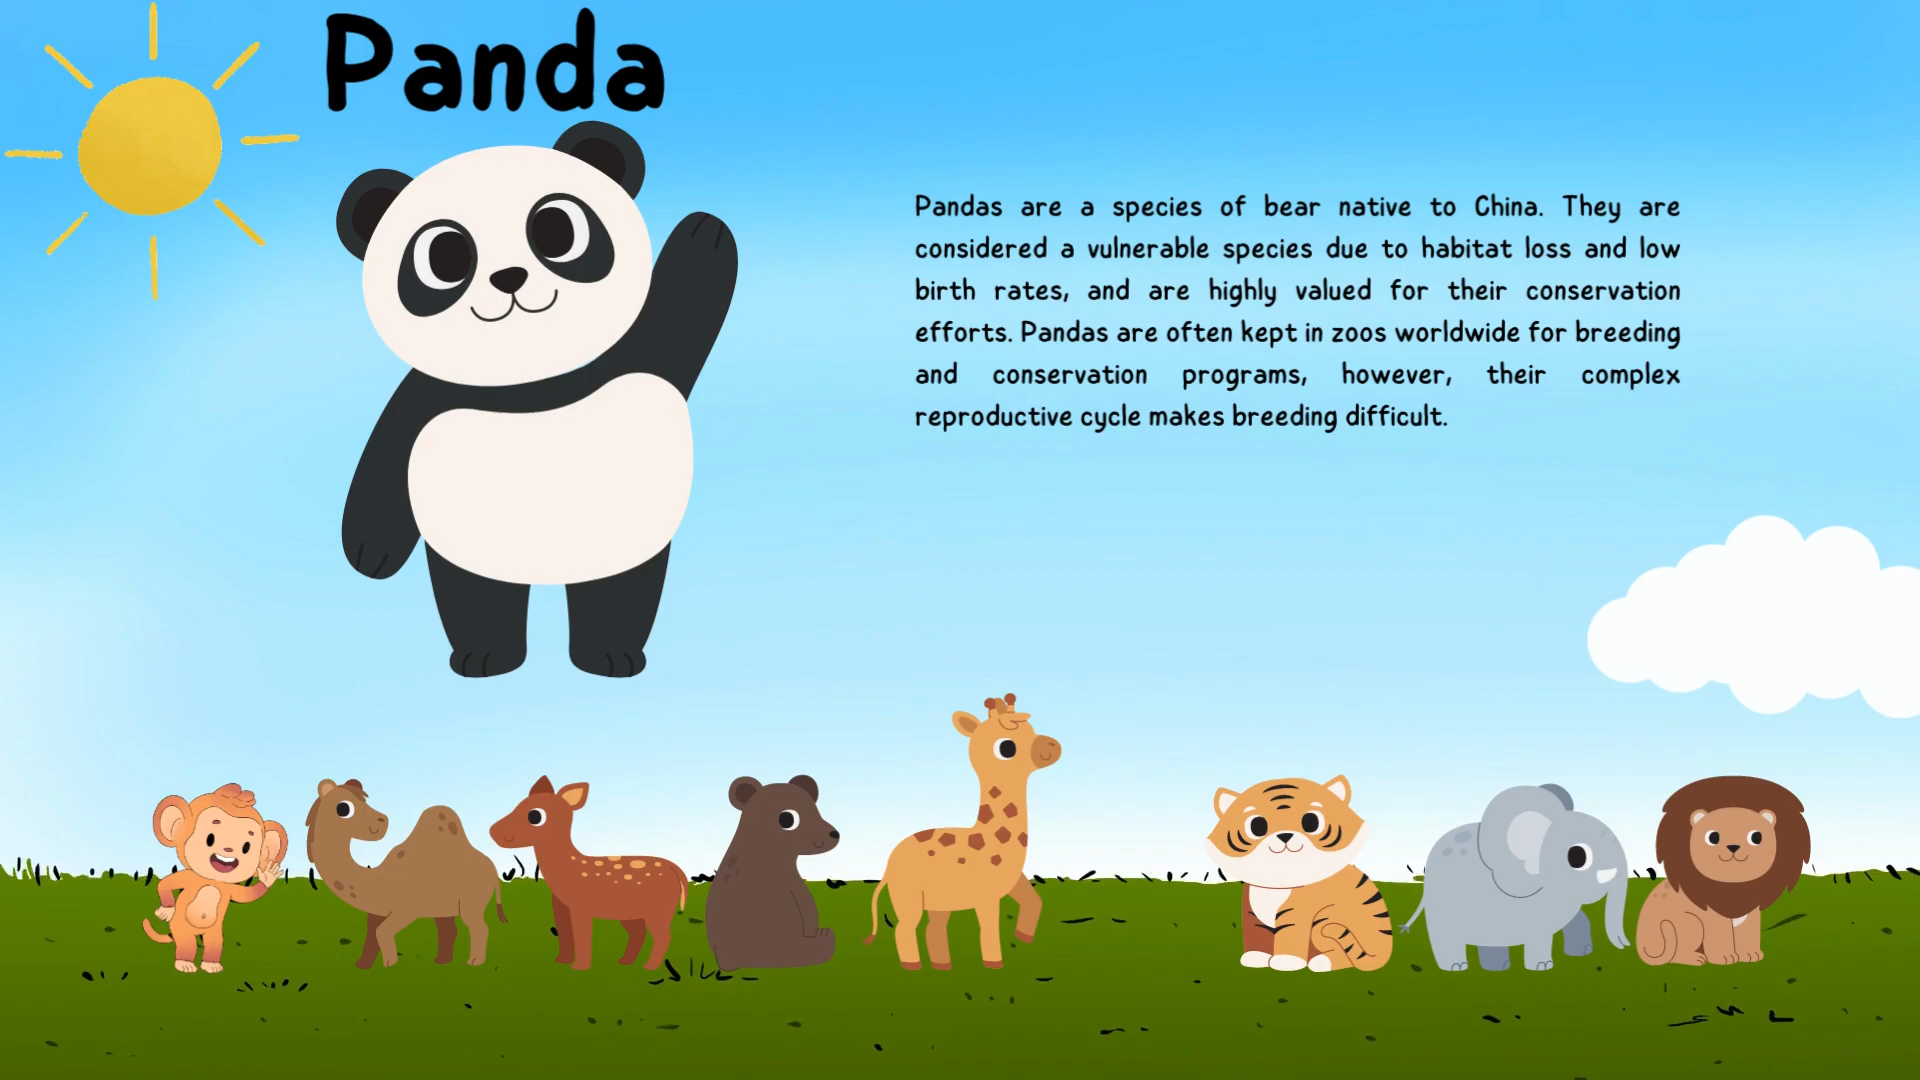 Panda
Pandas are a species of bear native to China. They are
considered a vulnerable species due to habitat loss and low
birth rates, and are highly valued for their conservation
efforts. Pandas are often kept in zoos worldwide for breeding
and conservation programs, however, their complex
reproductive cycle makes breeding difficult.